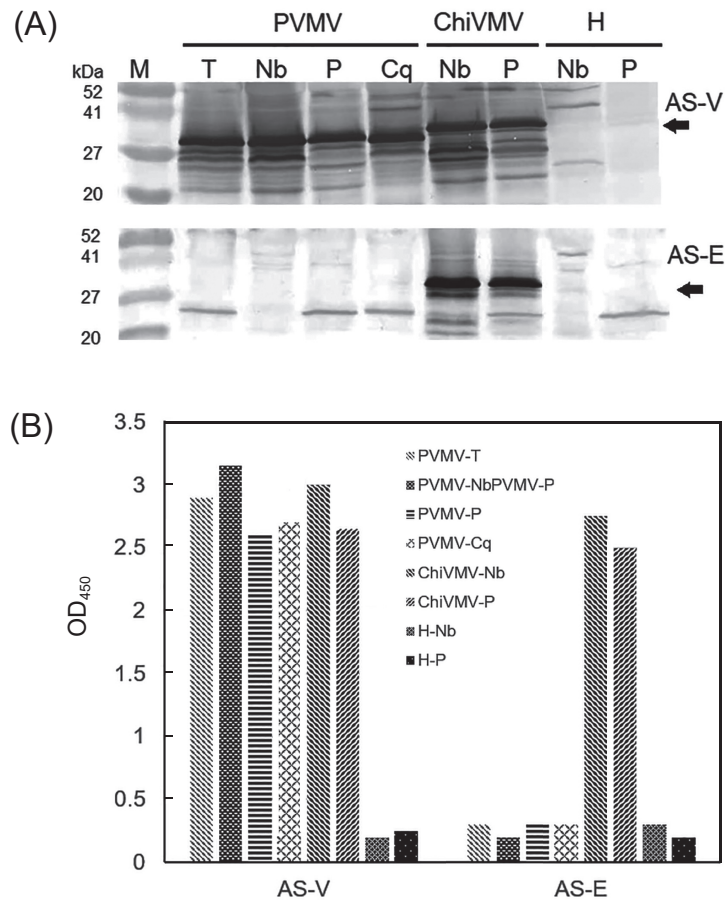 (A)
PVMV ChiVMV H
kDa M T Nb P Cq Nb P Nb P
52
41
27
20
AS-V
52
41
27
20
AS-E
(B)
3.5
3
2.5
2
1.5
1
0.5
0
OD450
PVMV-T
PVMV-NbPVMV-P
PVMV-P
PVMV-Cq
ChiVMV-Nb
ChiVMV-P
H-Nb
H-P
AS-V AS-E